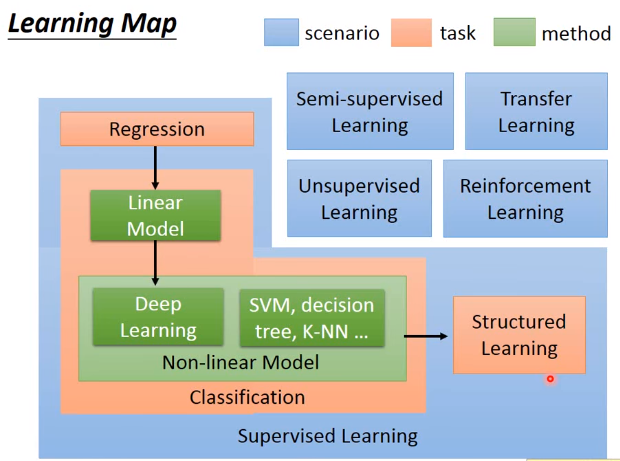 Learning Map
scenario
task
method
Semi-supervised
Learning
Transfer
Learning
Regression
Unsupervised
Learning
Reinforcement
Learning
Linear
Model
Deep
Learning
SVM, decision
tree, K-NN ...
Non-linear Model
Structured
Learning
Classification
Supervised Learning